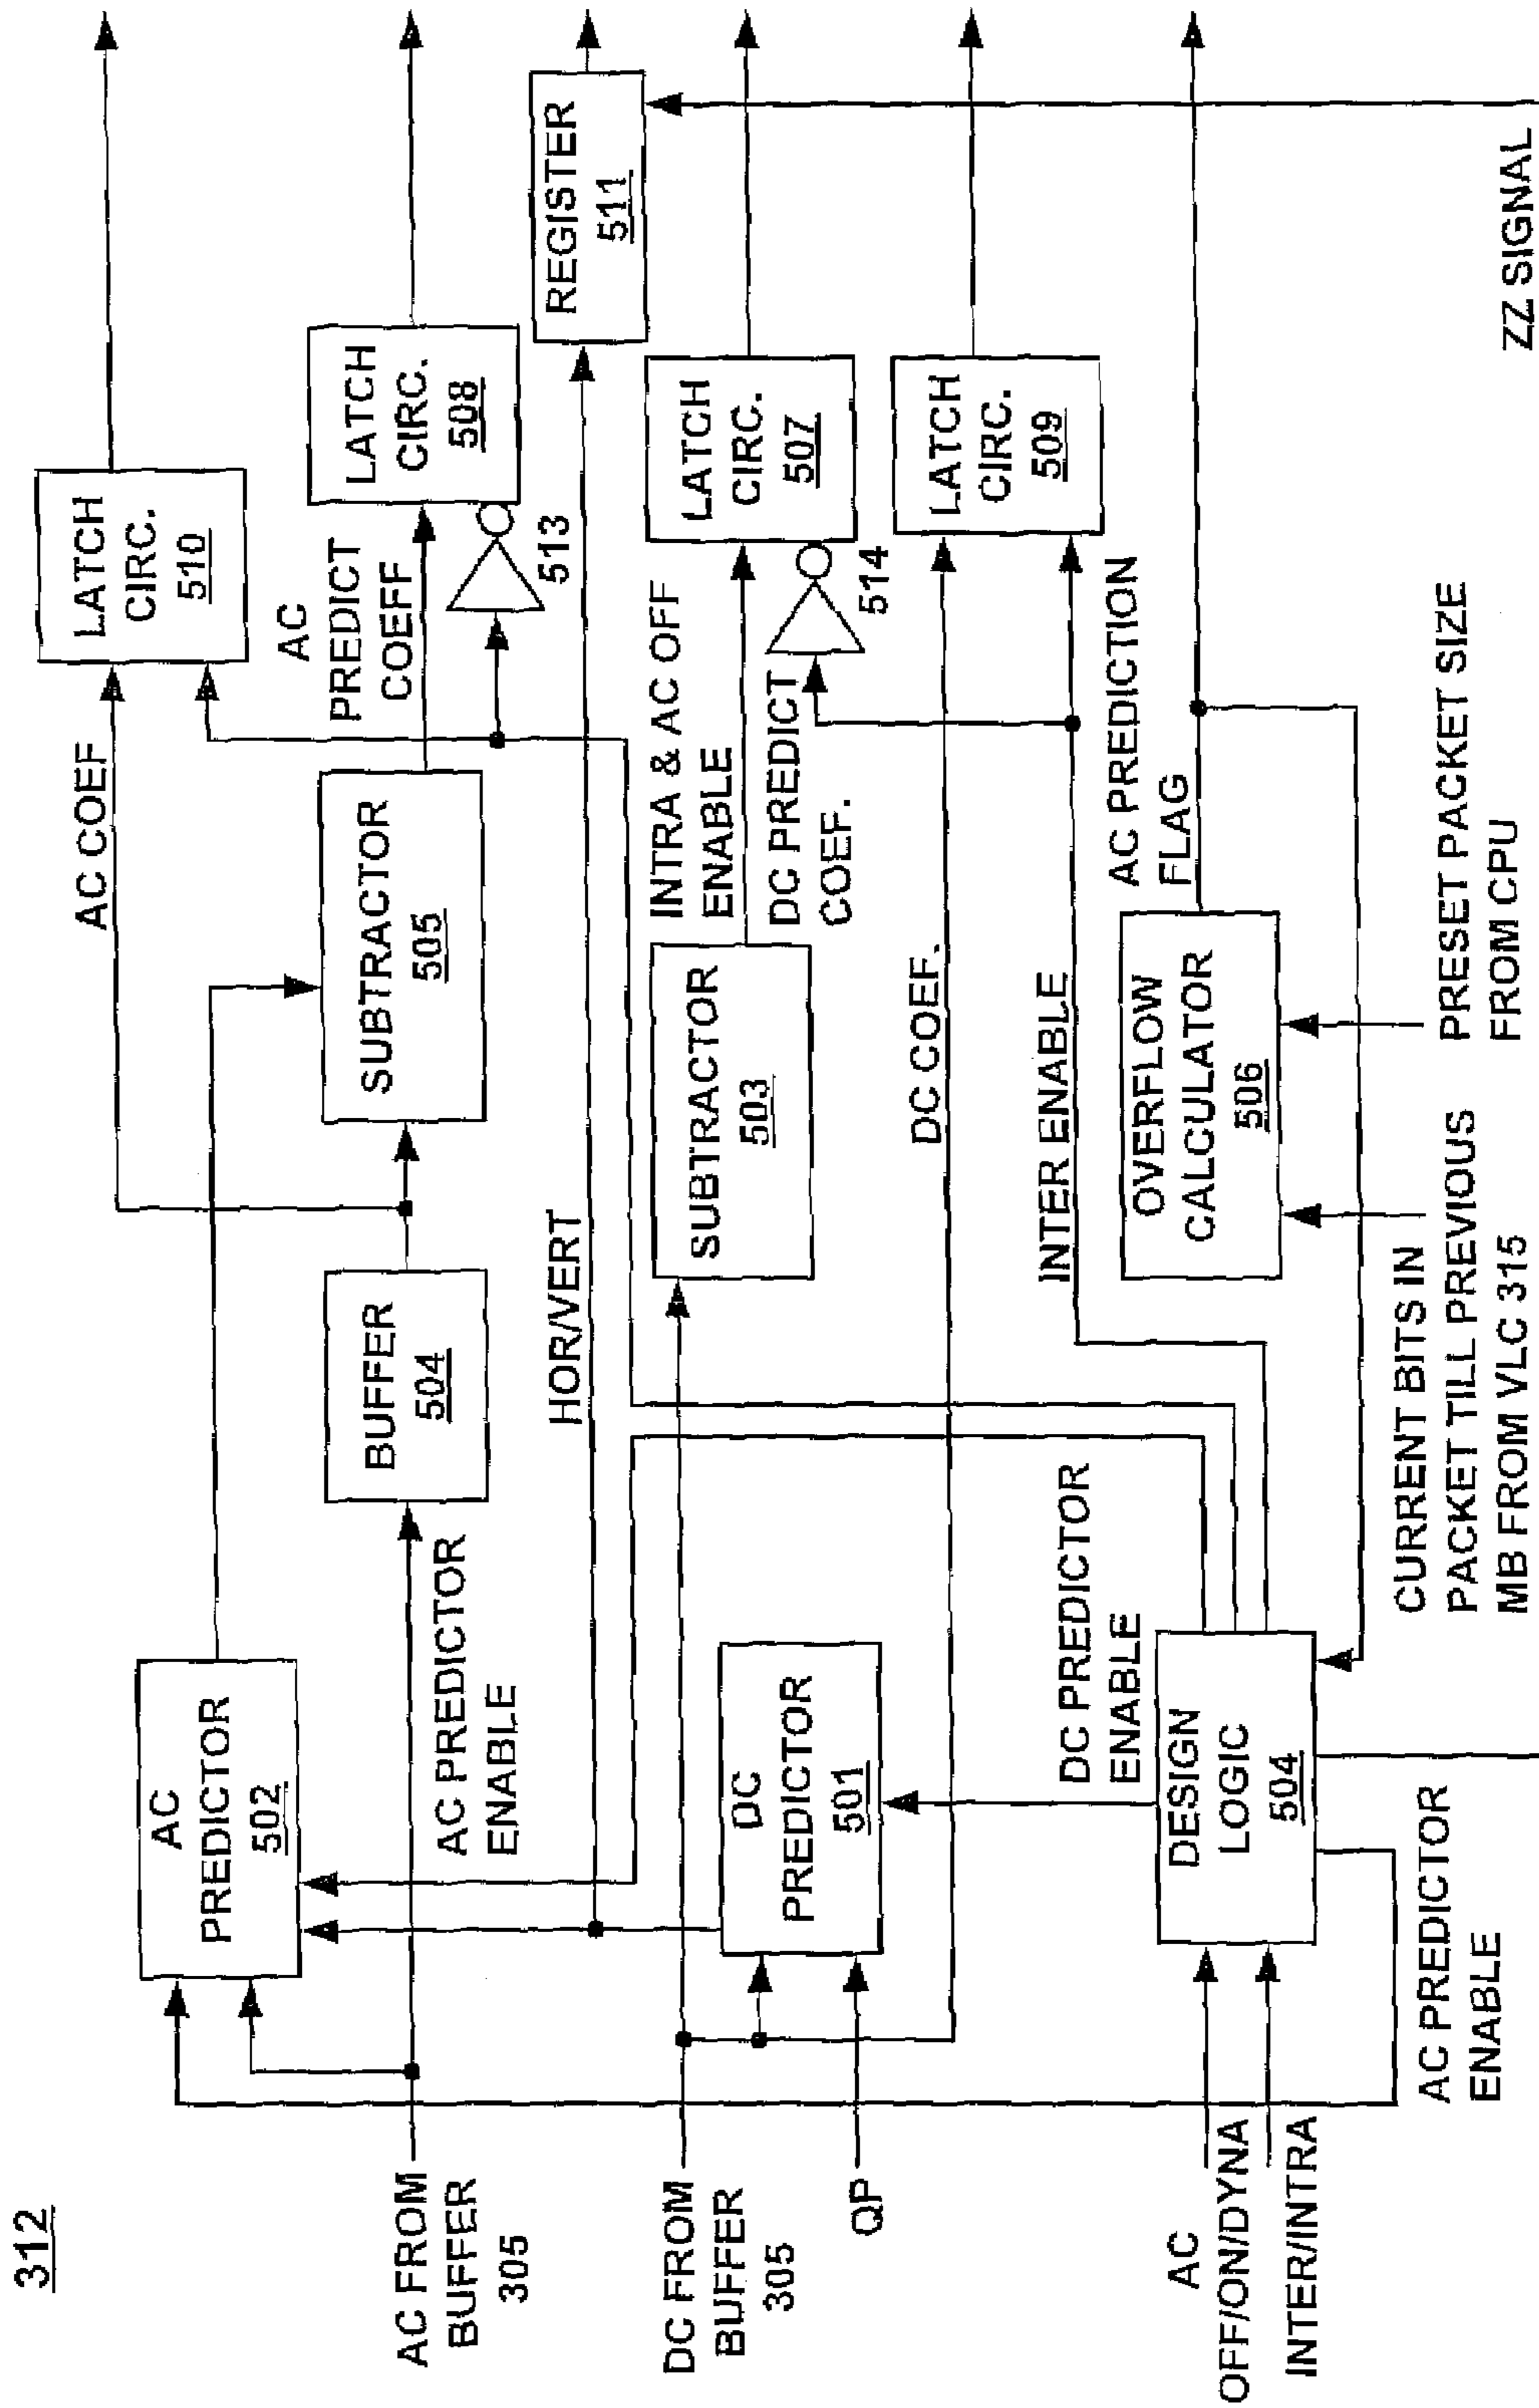 312
AC FROM
BUFFER
305
DC FROM
BUFFER
305
QP
AC
OFF/ON/DYNA
INTER/INTRA
AC
PREDICTOR
502
AC PREDICTOR
ENABLE
DC
PREDICTOR
501
DC PREDICTOR
ENABLE
DESIGN
LOGIC
504
AC PREDICTOR
ENABLE
BUFFER
504
HOR/VERT
AC COEF
SUBTRACTOR
505
SUBTRACTOR
503
INTRA & AC OFF
ENABLE
DC PREDICT
COEF.
DC COEF.
INTER ENABLE
OVERFLOW
CALCULATOR
506
CURRENT BITS IN
PACKET TILL PREVIOUS
MB FROM VLC 315
PRESET PACKET SIZE
FROM CPU
AC PREDICTION
FLAG
LATCH
CIRC.
510
AC
PREDICT
COEFF
LATCH
CIRC.
508
513
REGISTER
511
LATCH
CIRC.
507
514
LATCH
CIRC.
509
ZZ SIGNAL